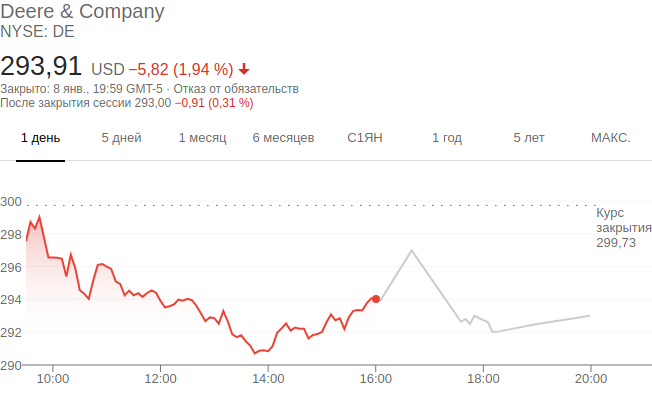 Deere & Company
NYSE: DE
293,91 USD −5,82 (1,94 %)
Закрыто: 8 янв., 19:59 GMT-5 · Отказ от обязательств
После закрытия сессии 293,00 −0,91 (0,31 %)
1 день 5 дней 1 месяц 6 месяцев С1ЯН 1 год 5 лет МАКС.
300
298
296
294
292
290
Курс
закрытия
299,73
10:00 12:00 14:00 16:00 18:00 20:00